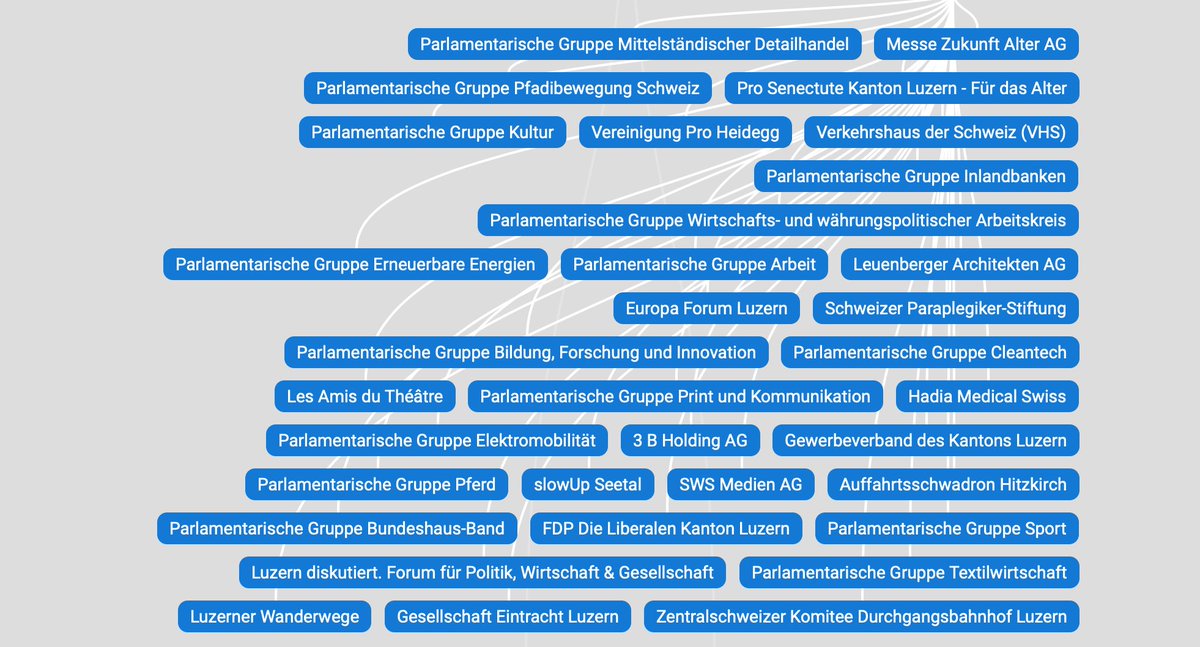 Parlamentarische Gruppe Mittelständischer Detailhandel Messe Zukunft Alter AG
Parlamentarische Gruppe Pfadibewegung Schweiz Pro Senectute Kanton Luzern - Für das Alter
Parlamentarische Gruppe Kultur Vereinigung Pro Heidegg Verkehrshaus der Schweiz (VHS)
Parlamentarische Gruppe Inlandbanken
Parlamentarische Gruppe Wirtschafts- und währungspolitischer Arbeitskreis
Parlamentarische Gruppe Erneuerbare Energien Parlamentarische Gruppe Arbeit Leuenberger Architekten AG
Europa Forum Luzern Schweizer Paraplegiker-Stiftung
Parlamentarische Gruppe Bildung, Forschung und Innovation Parlamentarische Gruppe Cleantech
Les Amis du Théâtre Parlamentarische Gruppe Print und Kommunikation Hadia Medical Swiss
Parlamentarische Gruppe Elektromobilität 3 B Holding AG Gewerbeverband des Kantons Luzern
Parlamentarische Gruppe Pferd slowUp Seetal SWS Medien AG Auffahrtsschwadron Hitzkirch
Parlamentarische Gruppe Bundeshaus-Band FDP Die Liberalen Kanton Luzern Parlamentarische Gruppe Sport
Luzern diskutiert. Forum für Politik, Wirtschaft & Gesellschaft Parlamentarische Gruppe Textilwirtschaft
Luzerner Wanderwege Gesellschaft Eintracht Luzern Zentralschweizer Komitee Durchgangsbahnhof Luzern